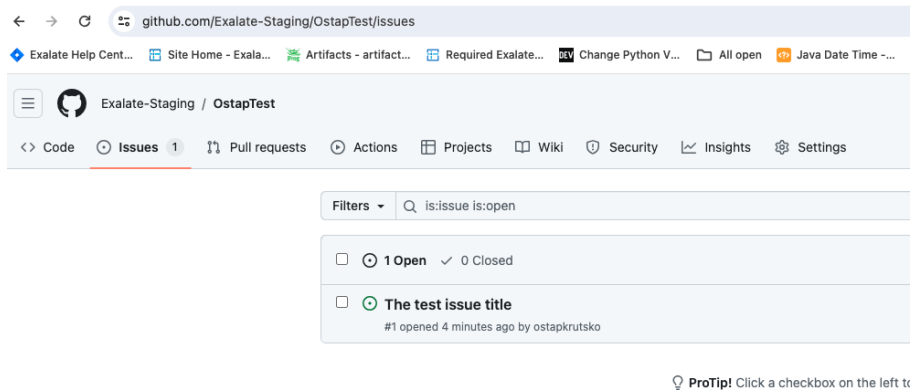 github.com/Exalate-Staging/OstapTest/issues
Exalate Help Cent... Site Home - Exala... Artifacts - artifact... Required Exalate... DEV Change Python V... All open Java Date Time -...
Exalate-Staging / OstapTest
<> Code Issues 1 Pull requests Actions Projects Wiki Security Insights Settings
Filters is:issue is:open
1 Open 0 Closed
The test issue title
#1 opened 4 minutes ago by ostapkrutsko
ProTip! Click a checkbox on the left to